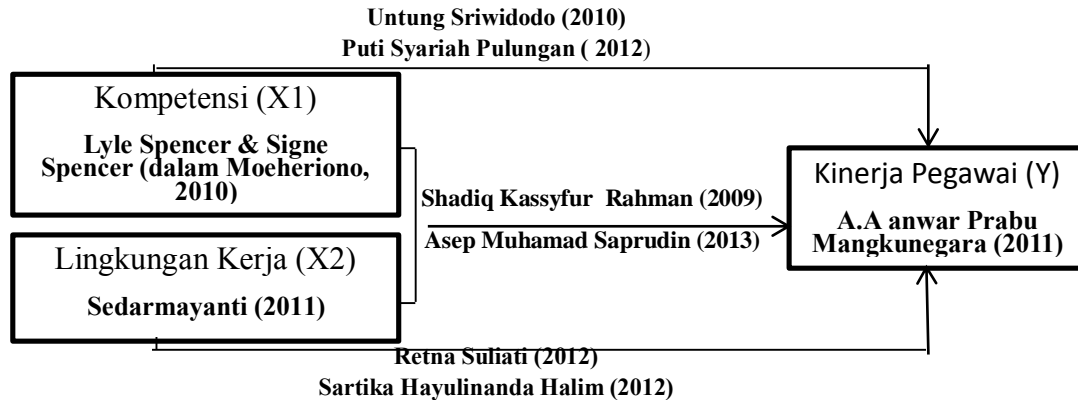 Untung Sriwidodo (2010)
Puti Syariah Pulungan ( 2012)
Kompetensi (X1)
Lyle Spencer & Signe
Spencer (dalam Moeheriono,
2010)
Shadiq Kassyfur Rahman (2009)
Asep Muhamad Saprudin (2013)
Kinerja Pegawai (Y)
A.A anwar Prabu
Mangkunegara (2011)
Lingkungan Kerja (X2)
Sedarmayanti (2011)
Retna Suliati (2012)
Sartika Hayulinanda Halim (2012)